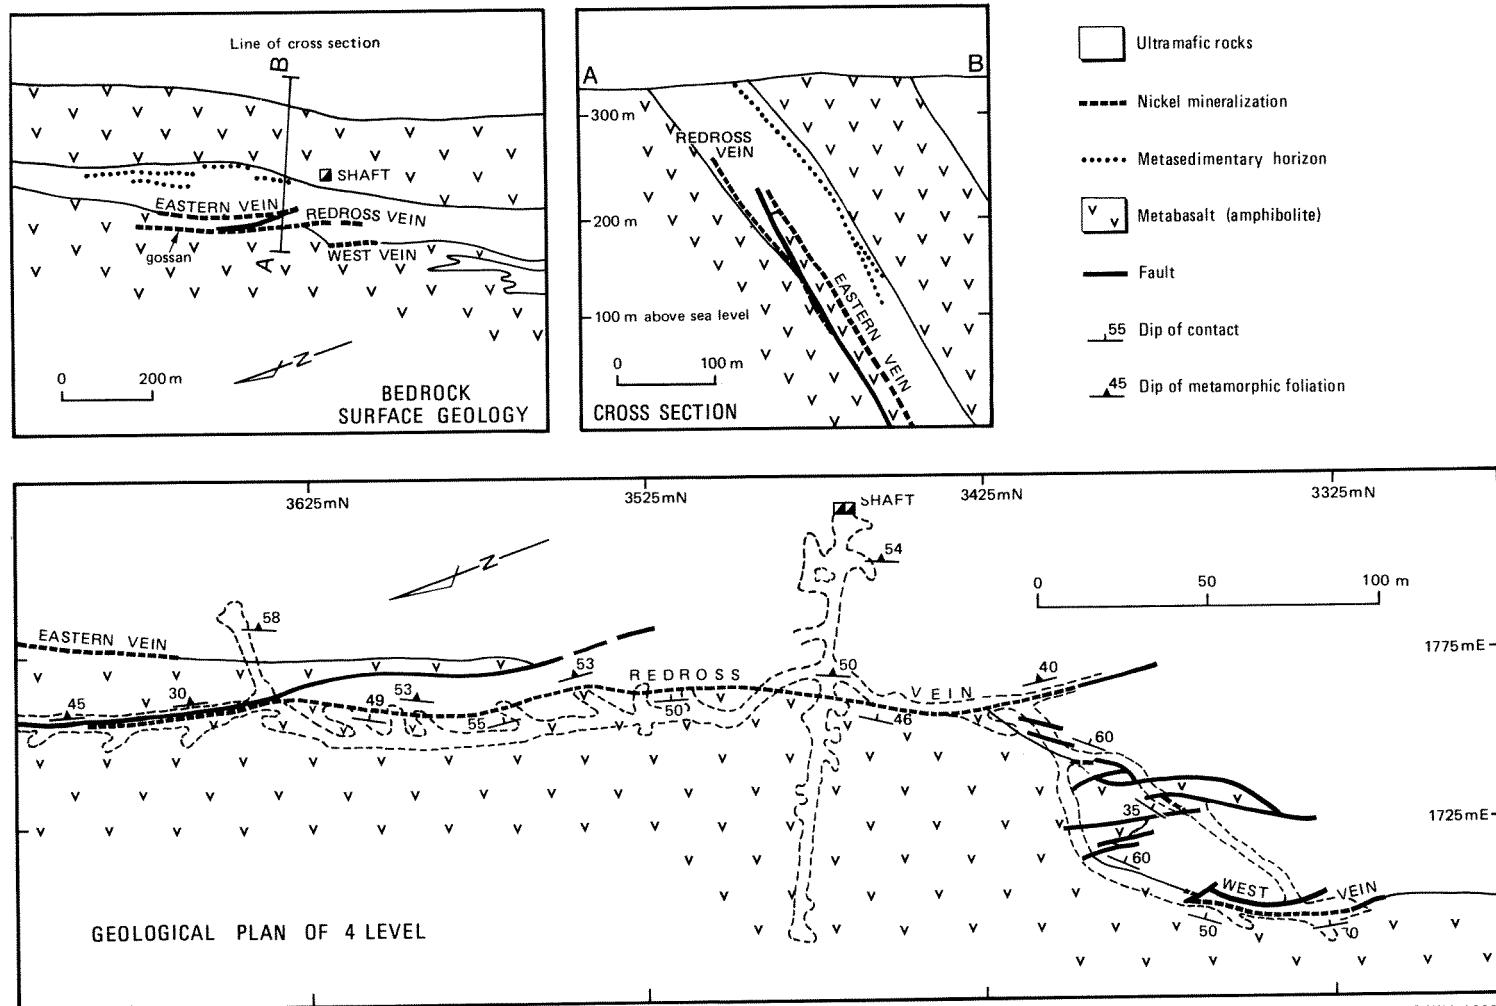 Line of cross section
B
SHAFT
EASTERN VEIN
REDROSS VEIN
gossan
WEST VEIN
A
N
0 200 m
BEDROCK
SURFACE GEOLOGY
A
B
300 m
REDROSS
VEIN
200 m
EASTERN VEIN
100 m above sea level
0 100 m
CROSS SECTION
Ultramafic rocks
Nickel mineralization
Metasedimentary horizon
Metabasalt (amphibolite)
Fault
55 Dip of contact
45 Dip of metamorphic foliation
3625mN
3525mN
3425mN
3325mN
SHAFT
54
N
0 50 100 m
58
EASTERN VEIN
1775mE
53
REDROSS
50
VEIN
40
45
30
53
49
55
50
46
60
35
1725mE
60
WEST VEIN
50
GEOLOGICAL PLAN OF 4 LEVEL